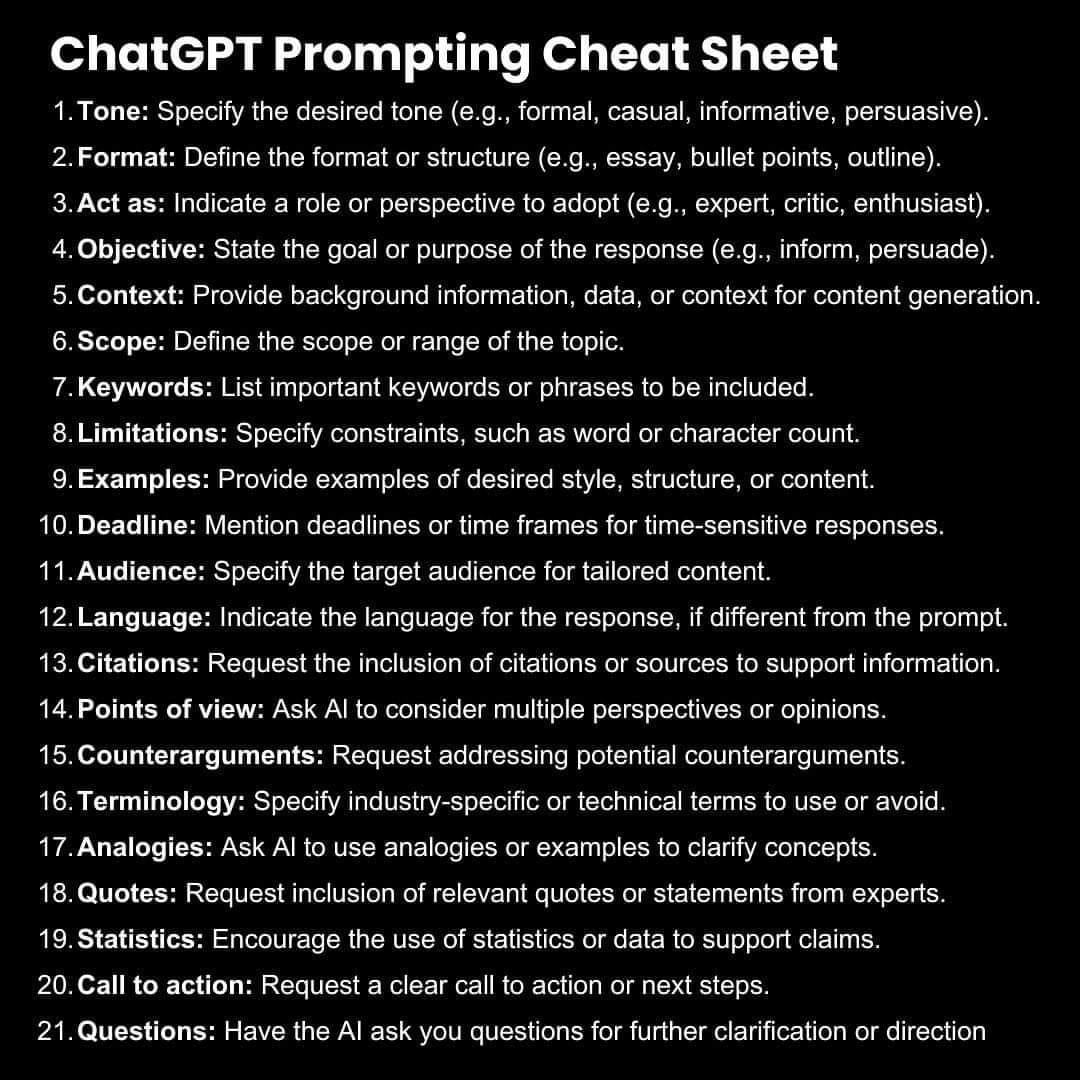 ChatGPT Prompting Cheat Sheet
1. Tone: Specify the desired tone (e.g., formal, casual, informative, persuasive).
2. Format: Define the format or structure (e.g., essay, bullet points, outline).
3. Act as: Indicate a role or perspective to adopt (e.g., expert, critic, enthusiast).
4. Objective: State the goal or purpose of the response (e.g., inform, persuade).
5. Context: Provide background information, data, or context for content generation.
6. Scope: Define the scope or range of the topic.
7. Keywords: List important keywords or phrases to be included.
8. Limitations: Specify constraints, such as word or character count.
9. Examples: Provide examples of desired style, structure, or content.
10. Deadline: Mention deadlines or time frames for time-sensitive responses.
11. Audience: Specify the target audience for tailored content.
12. Language: Indicate the language for the response, if different from the prompt.
13. Citations: Request the inclusion of citations or sources to support information.
14. Points of view: Ask AI to consider multiple perspectives or opinions.
15. Counterarguments: Request addressing potential counterarguments.
16. Terminology: Specify industry-specific or technical terms to use or avoid.
17. Analogies: Ask AI to use analogies or examples to clarify concepts.
18. Quotes: Request inclusion of relevant quotes or statements from experts.
19. Statistics: Encourage the use of statistics or data to support claims.
20. Call to action: Request a clear call to action or next steps.
21. Questions: Have the AI ask you questions for further clarification or direction